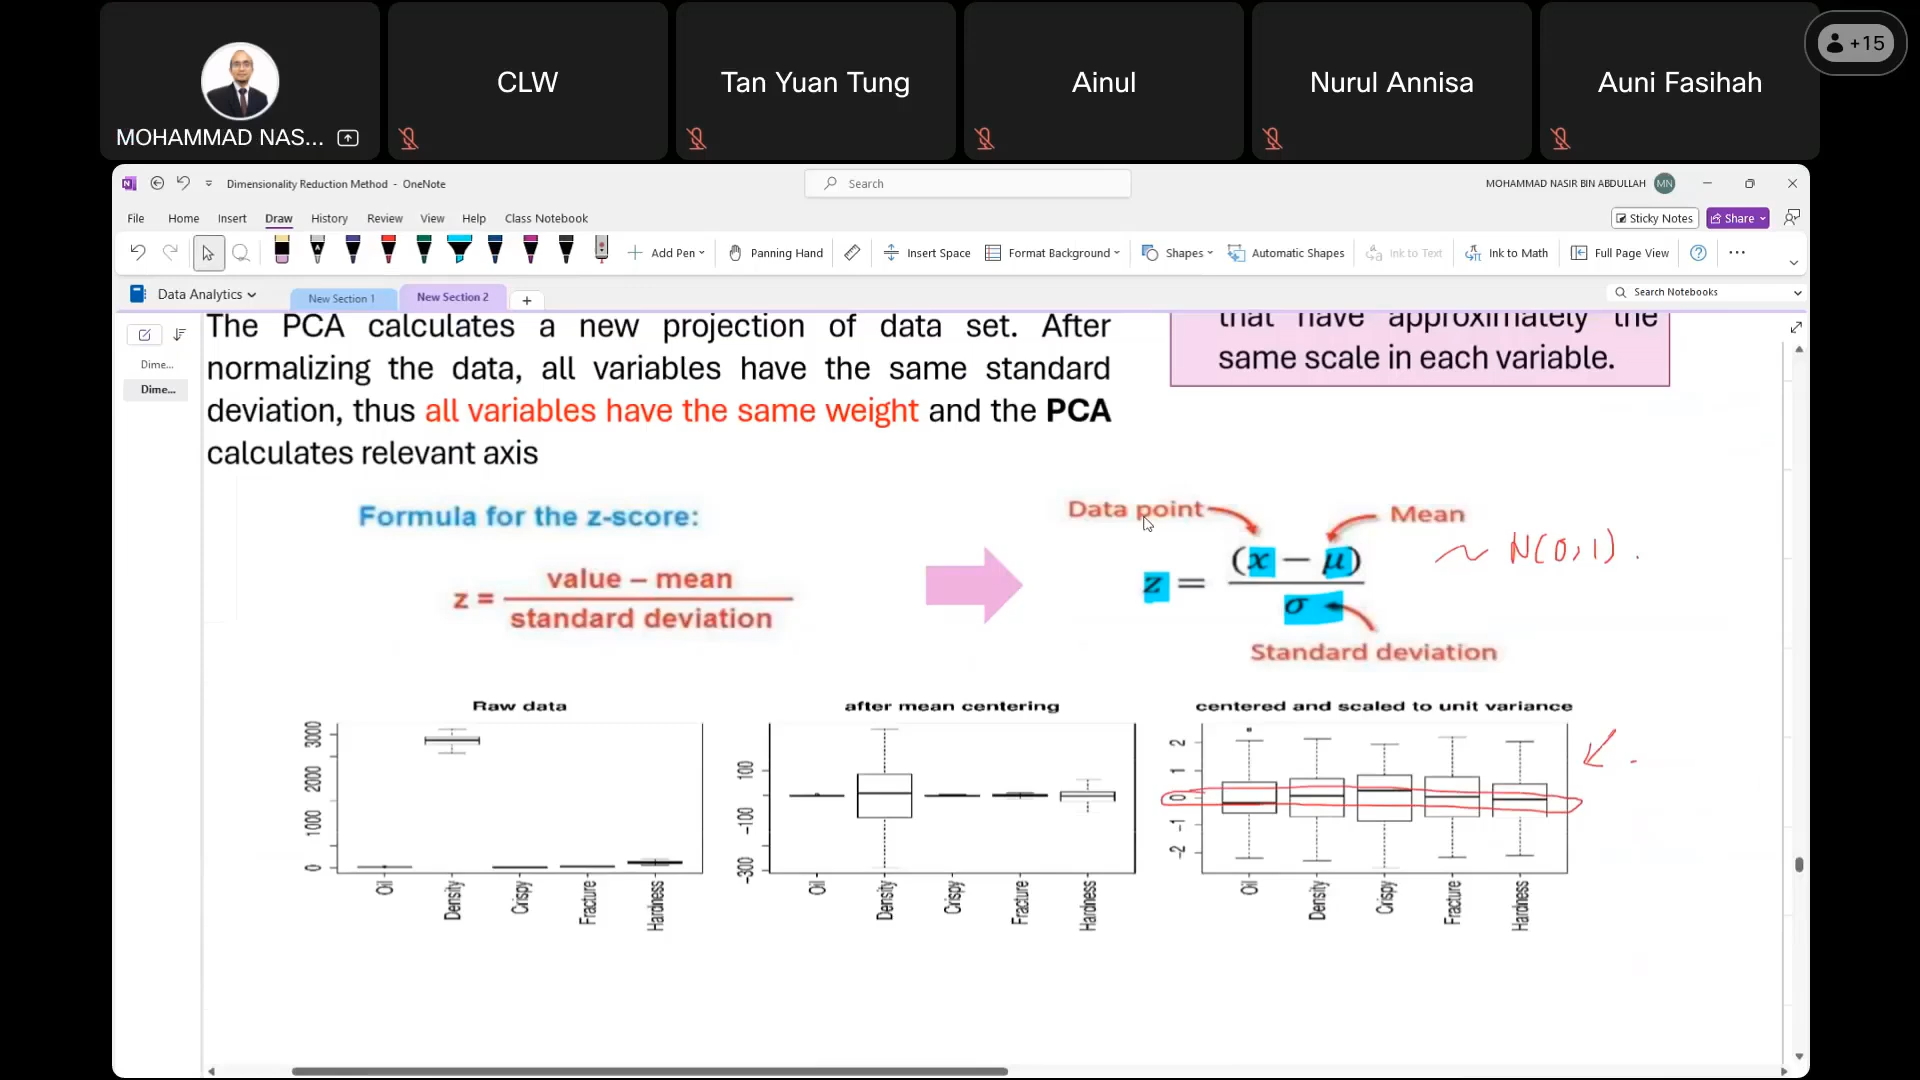 CLW
Tan Yuan Tung
Ainul
Nurul Annisa
Auni Fasihah
+15
MOHAMMAD NAS...
Dimensionality Reduction Method - OneNote
Search
MOHAMMAD NASIR BIN ABDULLAH
MN
File Home Insert Draw History Review View Help Class Notebook
Sticky Notes
Share
Add Pen
Panning Hand
Insert Space
Format Background
Shapes
Automatic Shapes
Ink to Text
Ink to Math
Full Page View
Data Analytics
New Section 1
New Section 2
Search Notebooks
Dime...
Dime...
The PCA calculates a new projection of data set. After
normalizing the data, all variables have the same standard
deviation, thus all variables have the same weight and the PCA
calculates relevant axis
that have approximately the
same scale in each variable.
Formula for the z-score:
z = value – mean
standard deviation
Data point
Mean
z = (x − μ)
σ
Standard deviation
~ N(0,1).
Raw data
3000
2000
1000
0
Oil Density Crispy Fracture Hardness
after mean centering
100
-100
-300
Oil Density Crispy Fracture Hardness
centered and scaled to unit variance
2
1
0
-1
-2
Oil Density Crispy Fracture Hardness